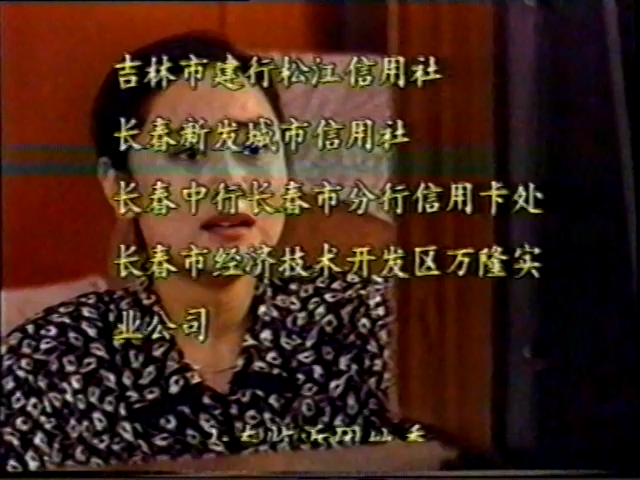 吉林市建行松江信用社
长春新发城市信用社
长春中行长春市分行信用卡处
长春市经济技术开发区万隆实
业公司